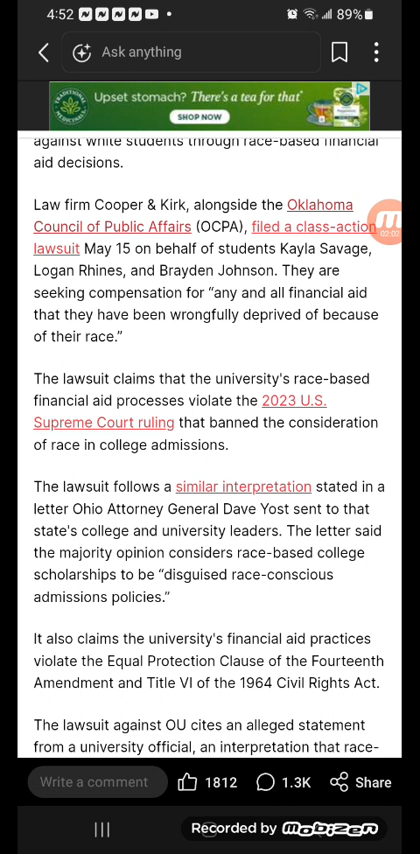 4:52
89%
Ask anything
Upset stomach? There's a tea for that*
SHOP NOW
against white students through race-based financial
aid decisions.
Law firm Cooper & Kirk, alongside the Oklahoma
Council of Public Affairs (OCPA), filed a class-action
lawsuit May 15 on behalf of students Kayla Savage,
Logan Rhines, and Brayden Johnson. They are
seeking compensation for “any and all financial aid
that they have been wrongfully deprived of because
of their race.”
The lawsuit claims that the university's race-based
financial aid processes violate the 2023 U.S.
Supreme Court ruling that banned the consideration
of race in college admissions.
The lawsuit follows a similar interpretation stated in a
letter Ohio Attorney General Dave Yost sent to that
state's college and university leaders. The letter said
the majority opinion considers race-based college
scholarships to be “disguised race-conscious
admissions policies.”
It also claims the university's financial aid practices
violate the Equal Protection Clause of the Fourteenth
Amendment and Title VI of the 1964 Civil Rights Act.
The lawsuit against OU cites an alleged statement
from a university official, an interpretation that race-
Write a comment
1812
1.3K
Share
Recorded by mobizen